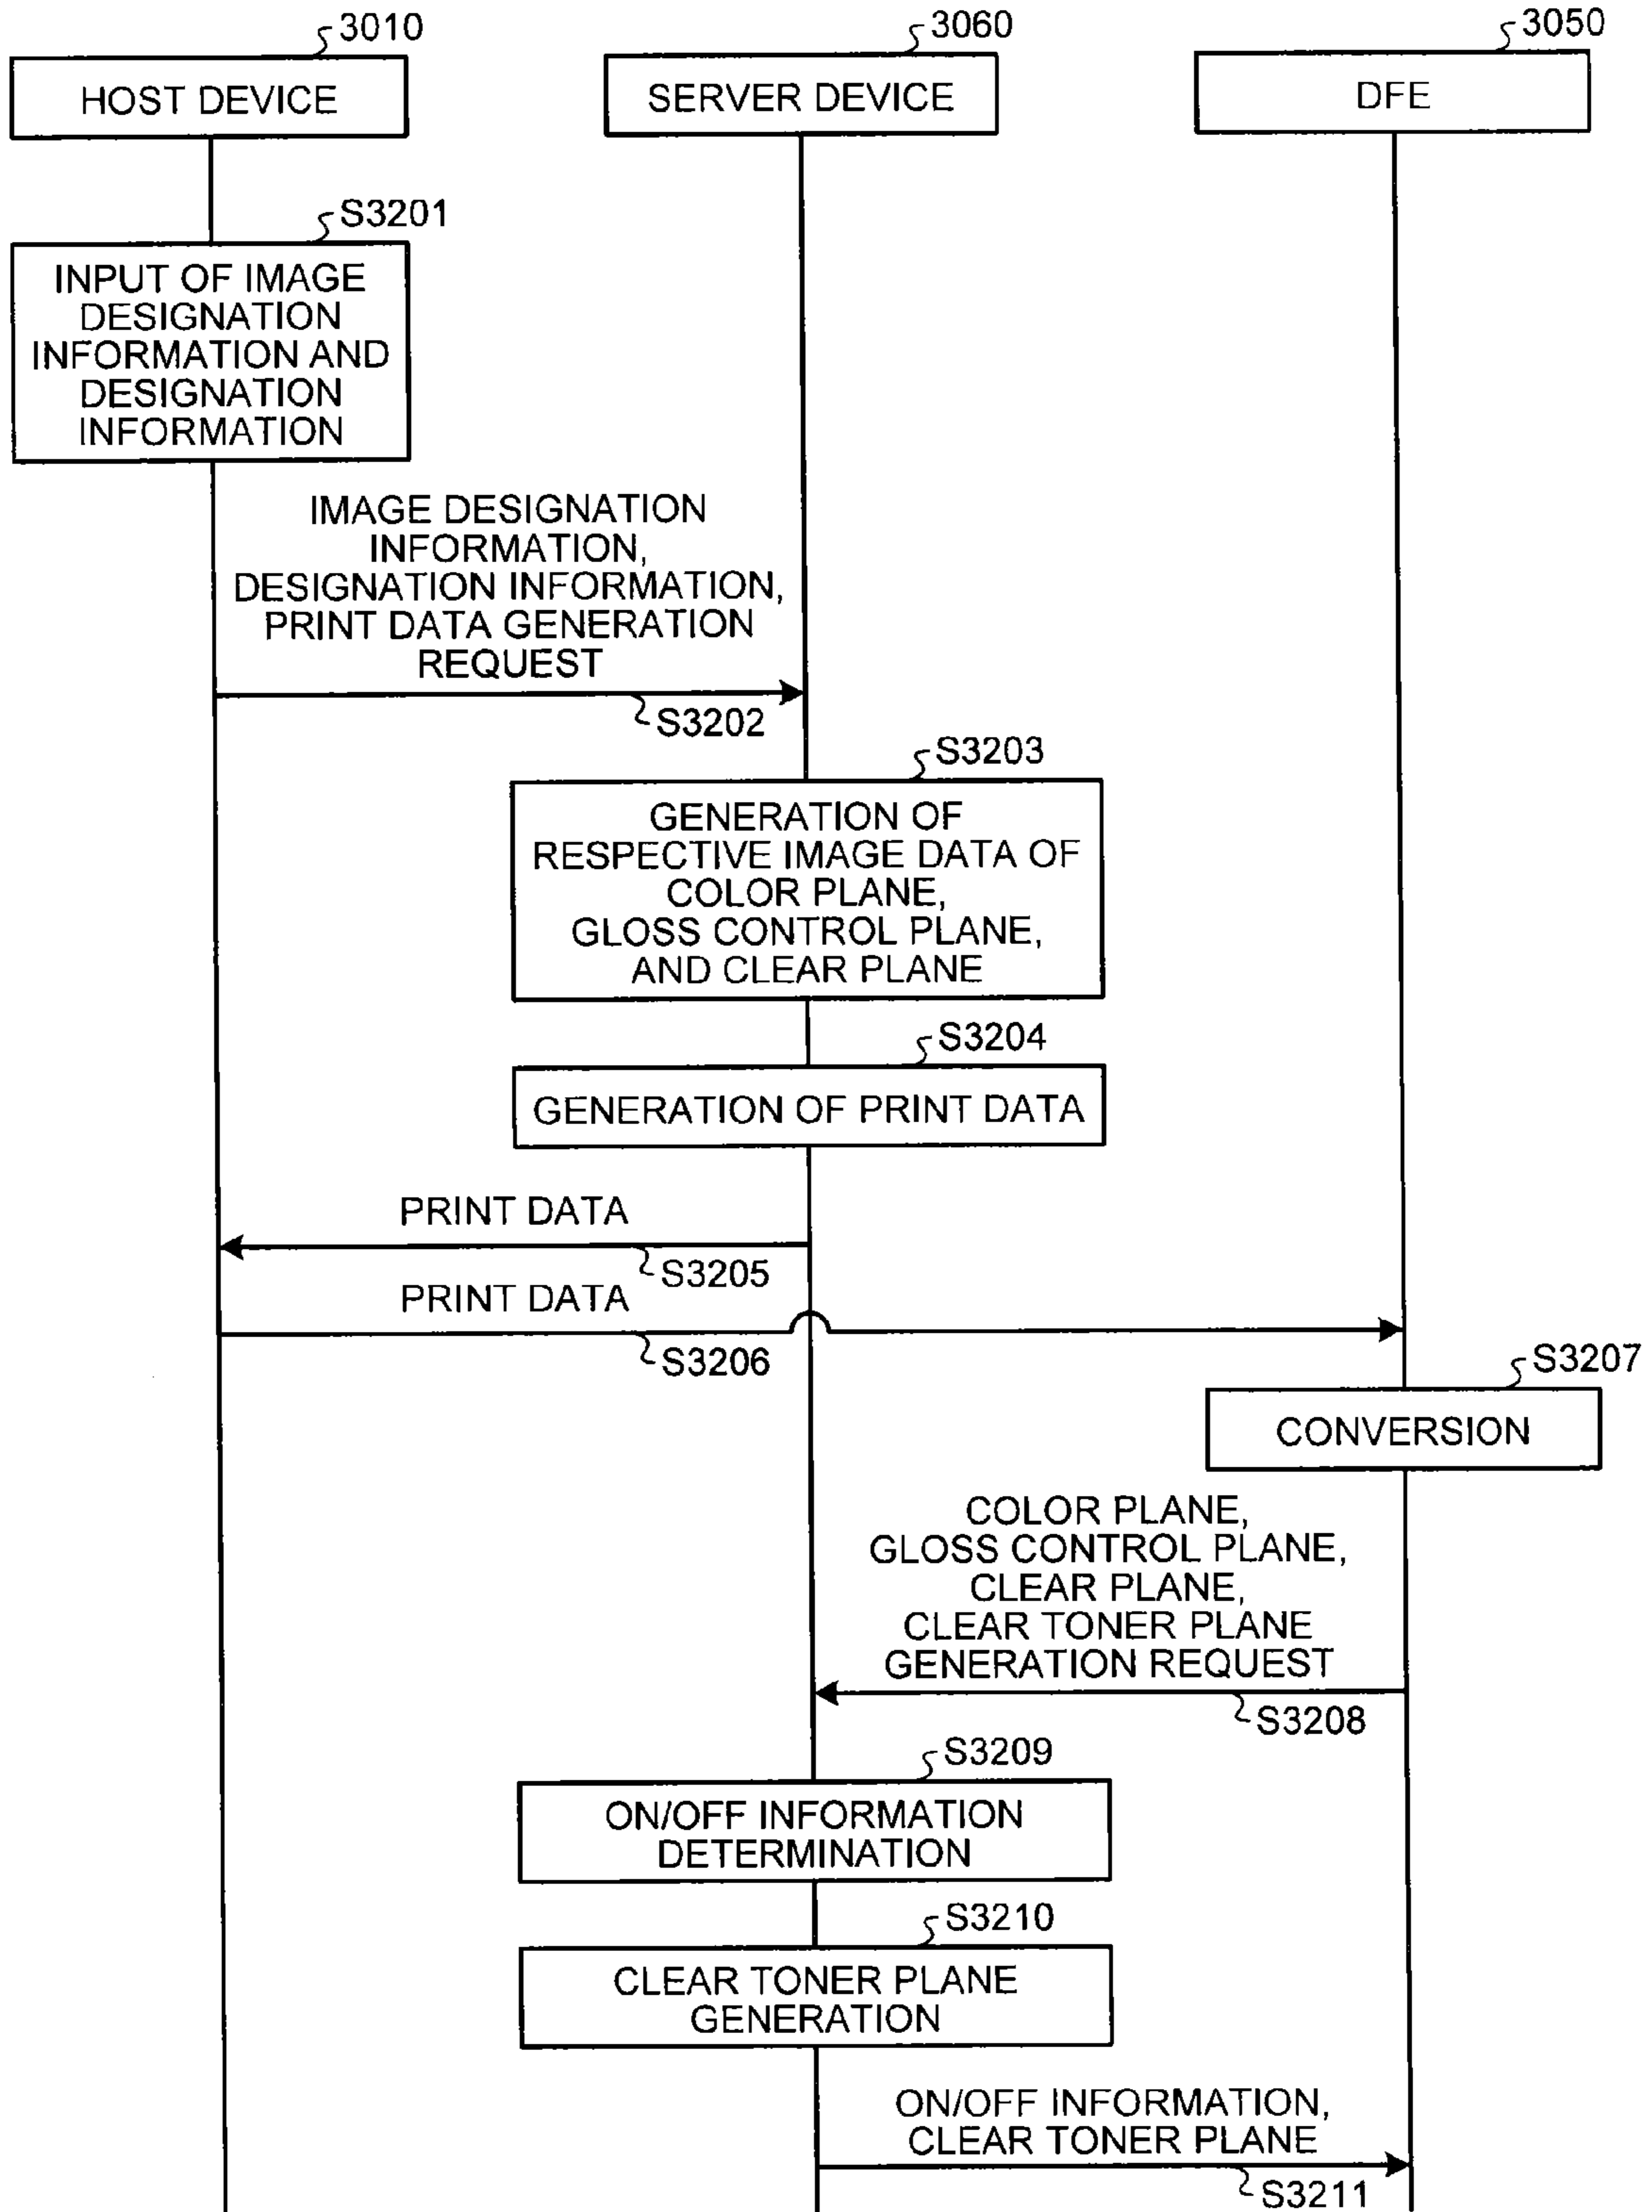 3010
3060
3050
HOST DEVICE
SERVER DEVICE
DFE
S3201
INPUT OF IMAGE
DESIGNATION
INFORMATION AND
DESIGNATION
INFORMATION
IMAGE DESIGNATION
INFORMATION,
DESIGNATION INFORMATION,
PRINT DATA GENERATION
REQUEST
S3202
S3203
GENERATION OF
RESPECTIVE IMAGE DATA OF
COLOR PLANE,
GLOSS CONTROL PLANE,
AND CLEAR PLANE
S3204
GENERATION OF PRINT DATA
PRINT DATA
S3205
PRINT DATA
S3206
S3207
CONVERSION
COLOR PLANE,
GLOSS CONTROL PLANE,
CLEAR PLANE,
CLEAR TONER PLANE
GENERATION REQUEST
S3208
S3209
ON/OFF INFORMATION
DETERMINATION
S3210
CLEAR TONER PLANE
GENERATION
ON/OFF INFORMATION,
CLEAR TONER PLANE
S3211